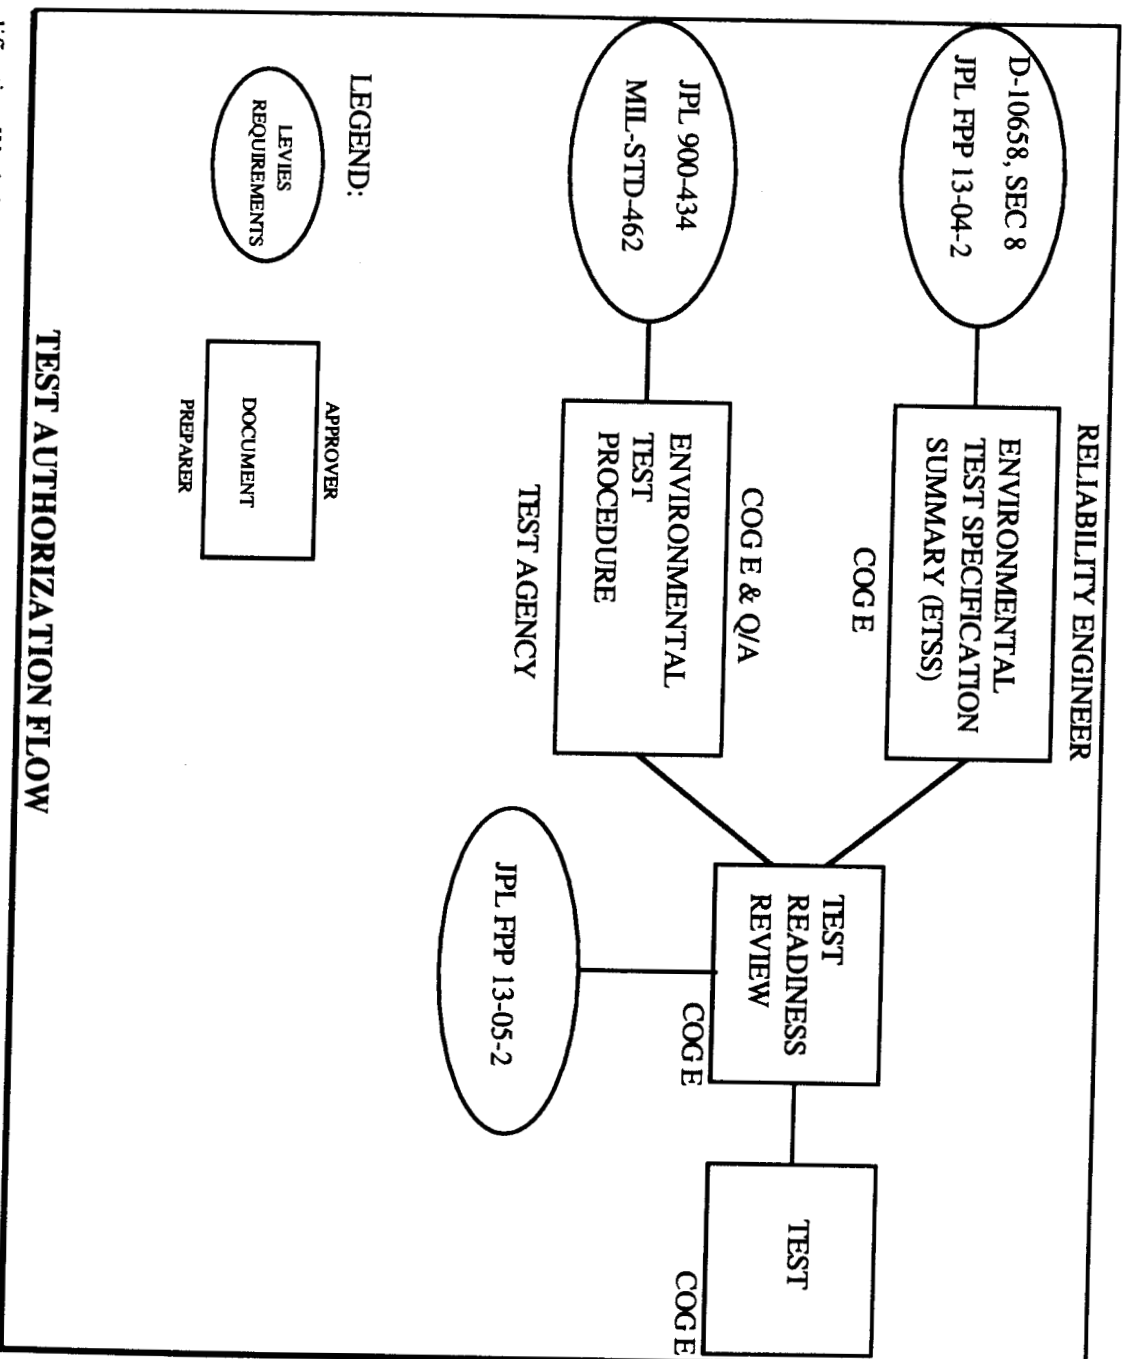 RELIABILITY ENGINEER
D-10658, SEC 8
JPL FPP 13-04-2
ENVIRONMENTAL
TEST SPECIFICATION
SUMMARY (ETSS)
COG E
TEST
READINESS
REVIEW
COG E
TEST
COG E
COG E & Q/A
JPL 900-434
MIL-STD-462
ENVIRONMENTAL
TEST
PROCEDURE
TEST AGENCY
JPL FPP 13-05-2
LEGEND:
LEVIES
REQUIREMENTS
APPROVER
DOCUMENT
PREPARER
TEST AUTHORIZATION FLOW